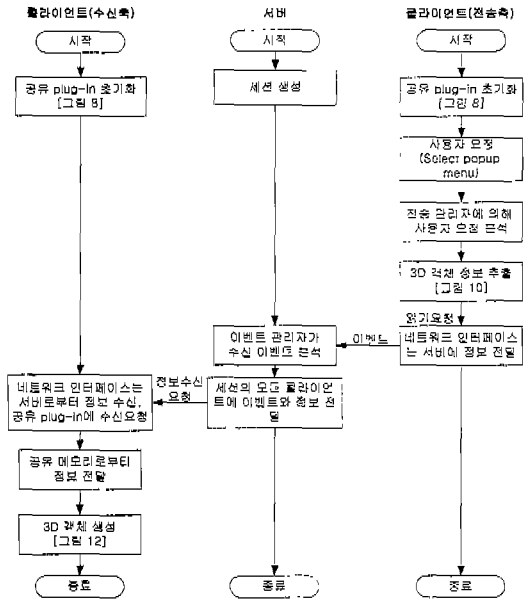 클라이언트(수신측)
시작
공유 plug-in 초기화
[그림 8]
네트워크 인터페이스는
서버로부터 정보 수신,
공유 plug-in에 수신요청
공유 메모리로부터
정보 전달
3D 객체 생성
[그림 12]
종료
서버
시작
세션 생성
이벤트 관리자가
수신 이벤트 분석
세션의 모든 클라이언
트에 이벤트와 정보 전
달
종료
정보수신
요청
이벤트
클라이언트(전송측)
시작
공유 plug-in 초기화
[그림 8]
사용자 요청
(Select popup
menu)
전송 관리자에 의해
사용자 요청 분석
3D 객체 정보 추출
[그림 10]
읽기요청
네트워크 인터페이스
는 서버에 정보 전달
종료